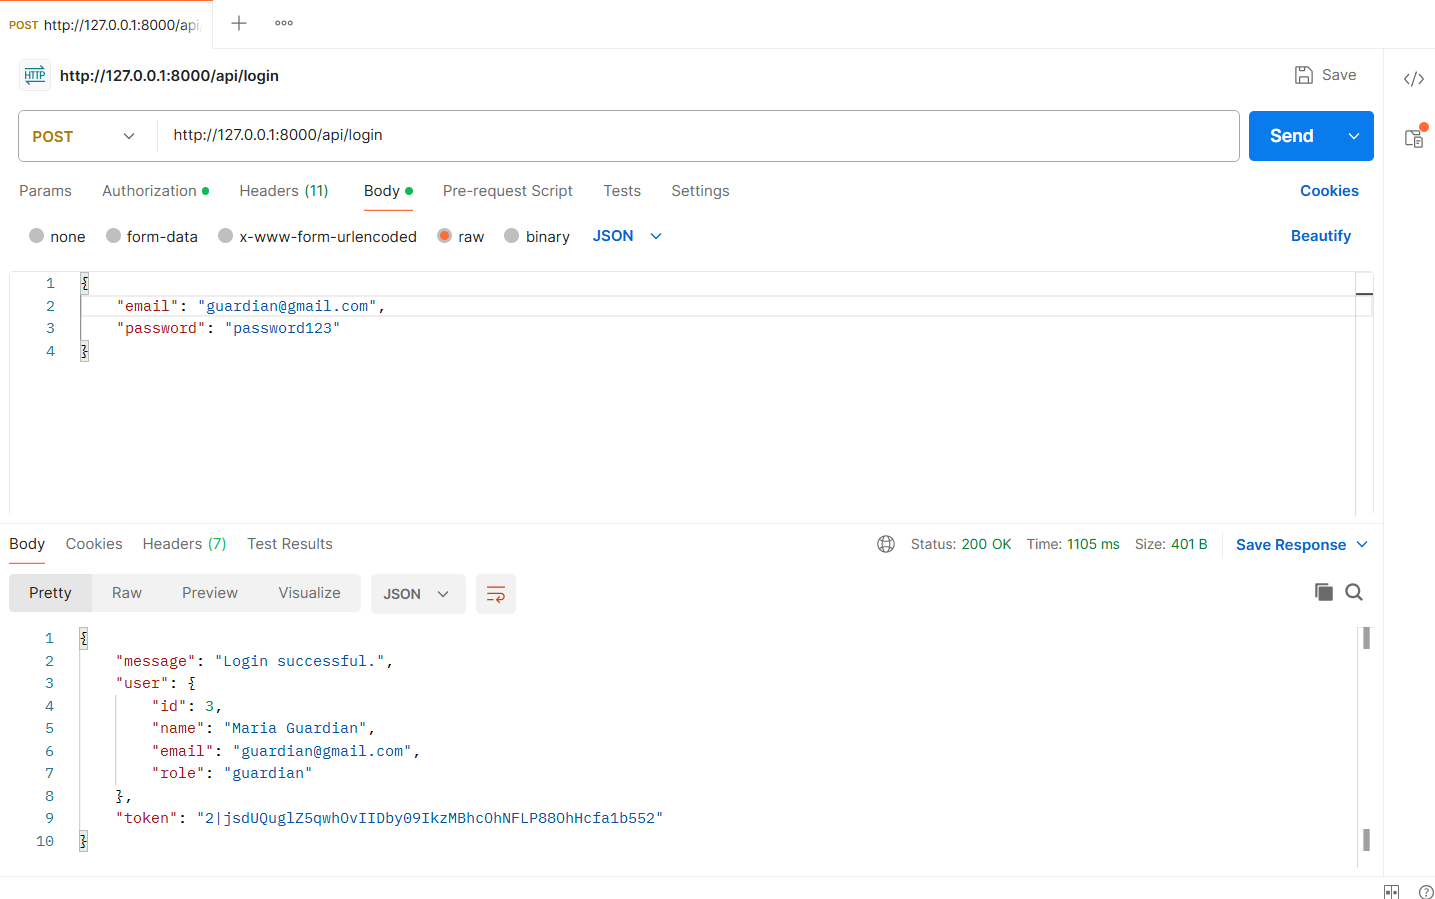 POST http://127.0.0.1:8000/api
HTTP http://127.0.0.1:8000/api/login
Save
POST http://127.0.0.1:8000/api/login
Send
Params Authorization Headers (11) Body Pre-request Script Tests Settings Cookies
none form-data x-www-form-urlencoded raw binary JSON Beautify
1 {
2 "email": "guardian@gmail.com",
3 "password": "password123"
4 }
Body Cookies Headers (7) Test Results Status: 200 OK Time: 1105 ms Size: 401 B Save Response
Pretty Raw Preview Visualize JSON
1 {
2 "message": "Login successful.",
3 "user": {
4 "id": 3,
5 "name": "Maria Guardian",
6 "email": "guardian@gmail.com",
7 "role": "guardian"
8 },
9 "token": "2|jsdUQuglZ5qwhOvIIDby09IkzMBhcOhNFLP88OhHcfa1b552"
10 }